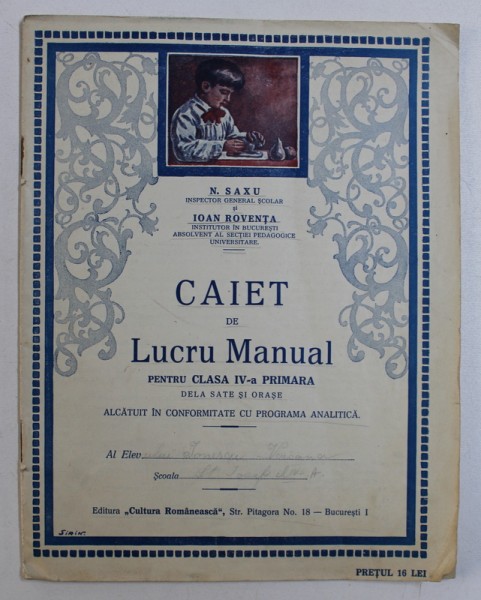 N. SAXU
INSPECTOR GENERAL ȘCOLAR
și
IOAN ROVENȚA
INSTITUTOR ÎN BUCUREȘTI
ABSOLVENT AL SECȚIEI PEDAGOGICE
UNIVERSITARE.
CAIET
DE
Lucru Manual
PENTRU CLASA IV-a PRIMARA
DELA SATE ȘI ORAȘE
ALCĂTUIT ÎN CONFORMITATE CU PROGRAMA ANALITICĂ.
Al Elev ului Ionescu
Școala
Editura „Cultura Românească“, Str. Pitagora No. 18 — București I
PREȚUL 16 LEI